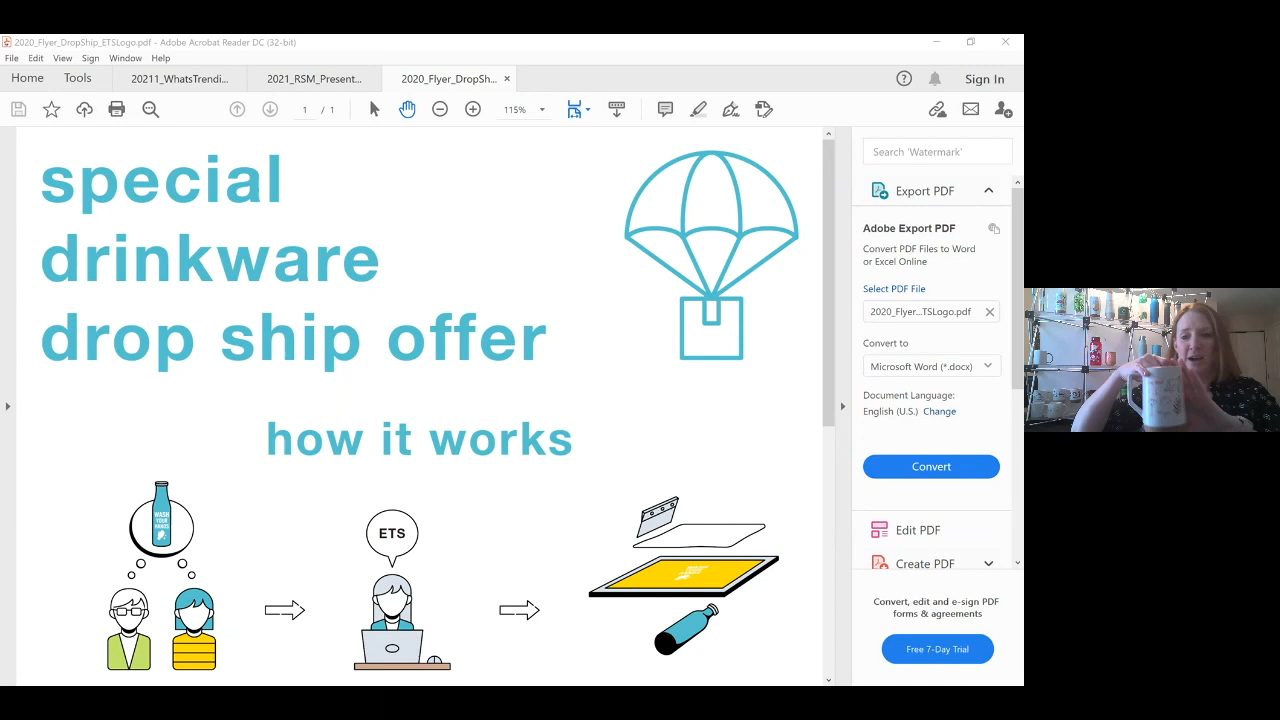 2020_Flyer_DropShip_ETSLogo.pdf - Adobe Acrobat Reader DC (32-bit)
File Edit View Sign Window Help
Home Tools 20211_WhatsTrendi... 2021_RSM_Present... 2020_Flyer_DropSh... × Sign In
1 / 1 115%
special
drinkware
drop ship offer
how it works
WASH
YOUR
HANDS
ETS
Search 'Watermark'
Export PDF
Adobe Export PDF
Convert PDF Files to Word
or Excel Online
Select PDF File
2020_Flyer...TSLogo.pdf
Convert to
Microsoft Word (*.docx)
Document Language:
English (U.S.) Change
Convert
Edit PDF
Create PDF
Convert, edit and e-sign PDF
forms & agreements
Free 7-Day Trial